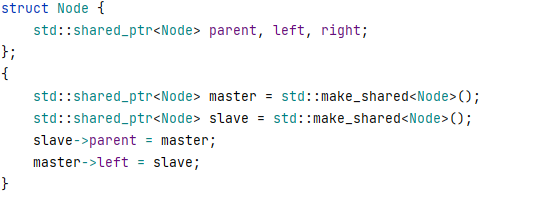 struct Node {
    std::shared_ptr<Node> parent, left, right;
};
{
    std::shared_ptr<Node> master = std::make_shared<Node>();
    std::shared_ptr<Node> slave = std::make_shared<Node>();
    slave->parent = master;
    master->left = slave;
}